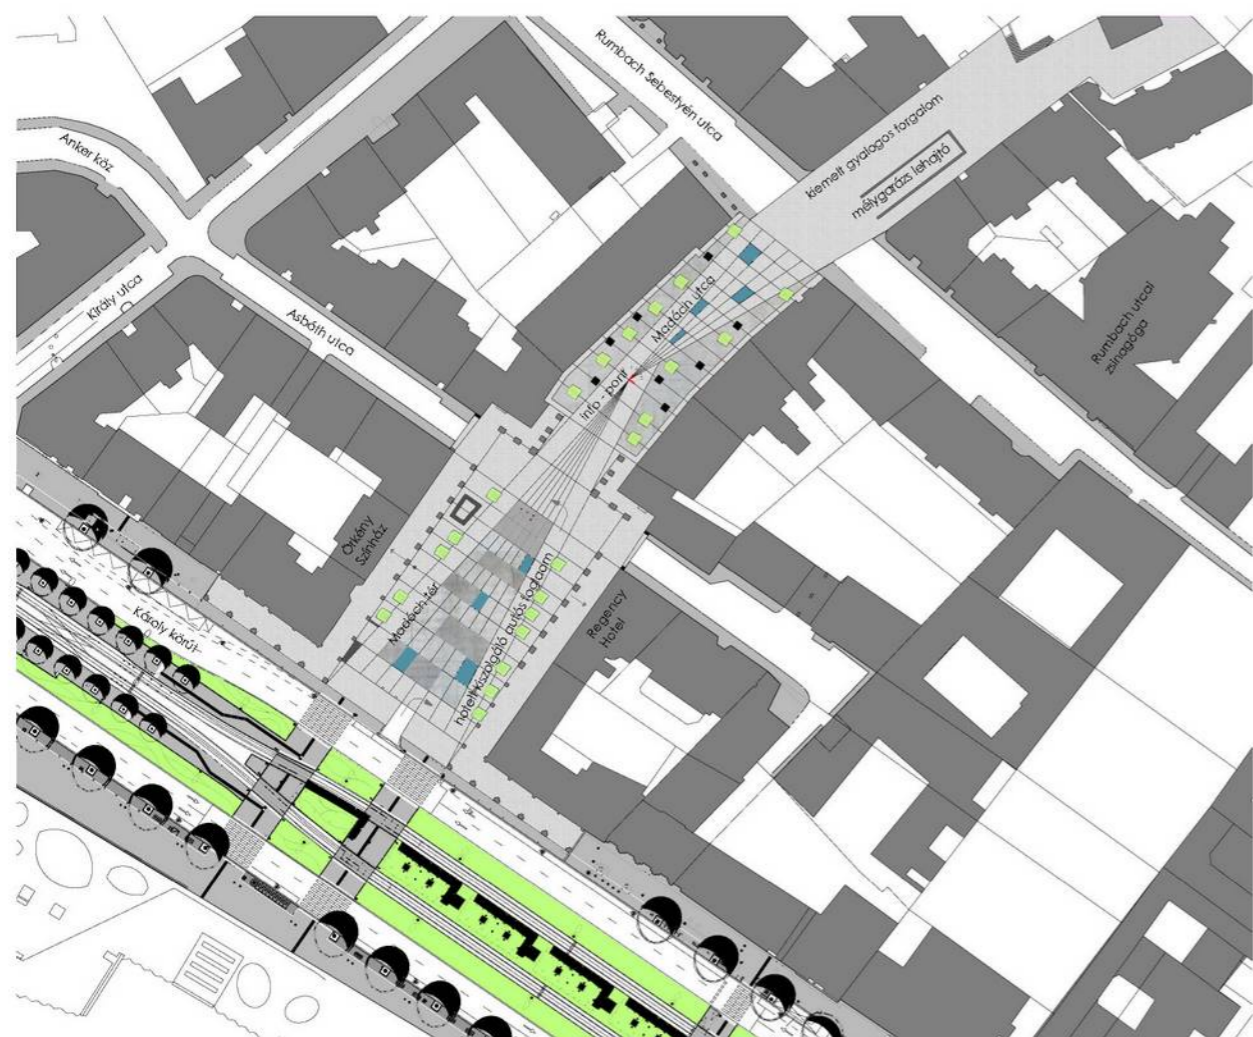 Rumbach Sebestyén utca
Anker köz
Kiemelt gyalogos forgalom
mélygarázs lehajtó
Király utca
Asbóth utca
Madách utca
info - pont
Rumbach utcai
zsinagóga
Örkény
Színház
Madách tér
hotelt kiszolgáló autós forgalom
Regency
Hotel
Károly körút